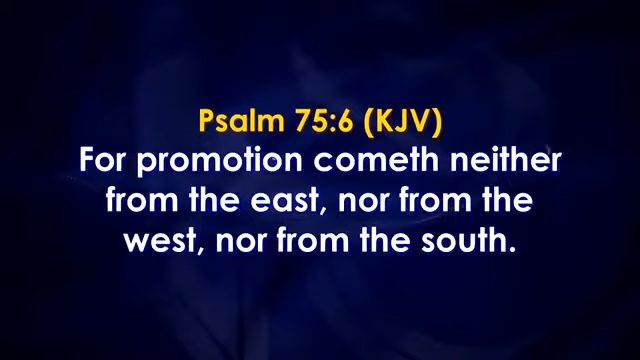 Psalm 75:6 (KJV)
For promotion cometh neither
from the east, nor from the
west, nor from the south.